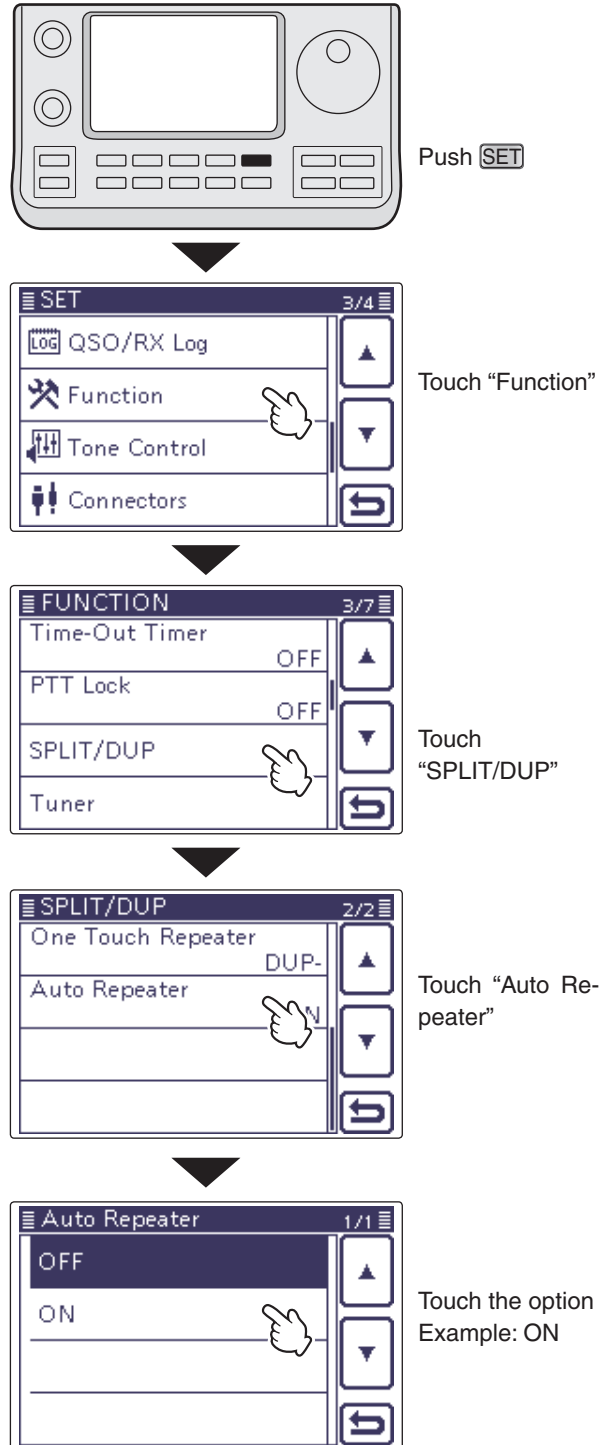 Push SET
SET 3/4
LOG QSO/RX Log
Function
Touch “Function”
Tone Control
Connectors
FUNCTION 3/7
Time-Out Timer
OFF
PTT Lock
OFF
SPLIT/DUP
Touch
“SPLIT/DUP”
Tuner
SPLIT/DUP 2/2
One Touch Repeater
DUP-
Auto Repeater
N
Touch “Auto Re-
peater”
Auto Repeater 1/1
OFF
ON
Touch the option
Example: ON